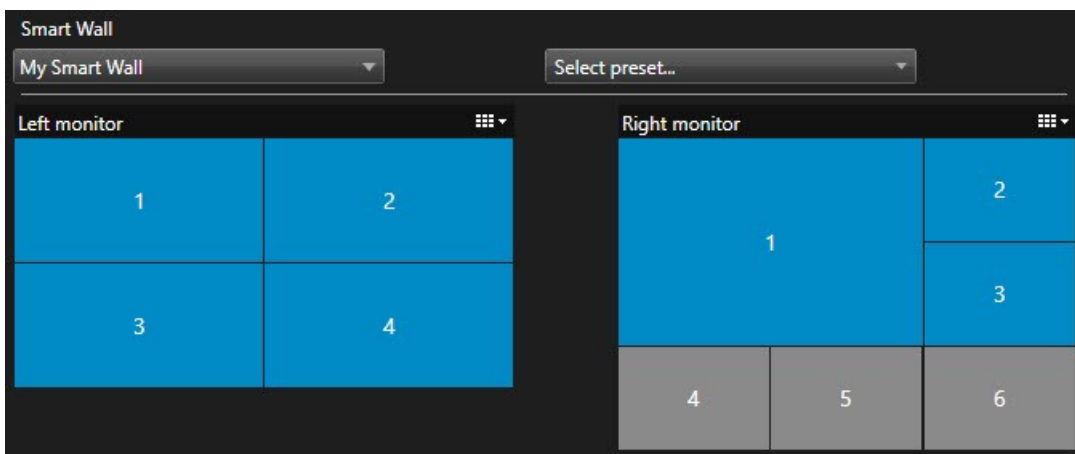 Smart Wall
My Smart Wall Select preset...
Left monitor Right monitor
1 2 1 2
3
3 4
4 5 6